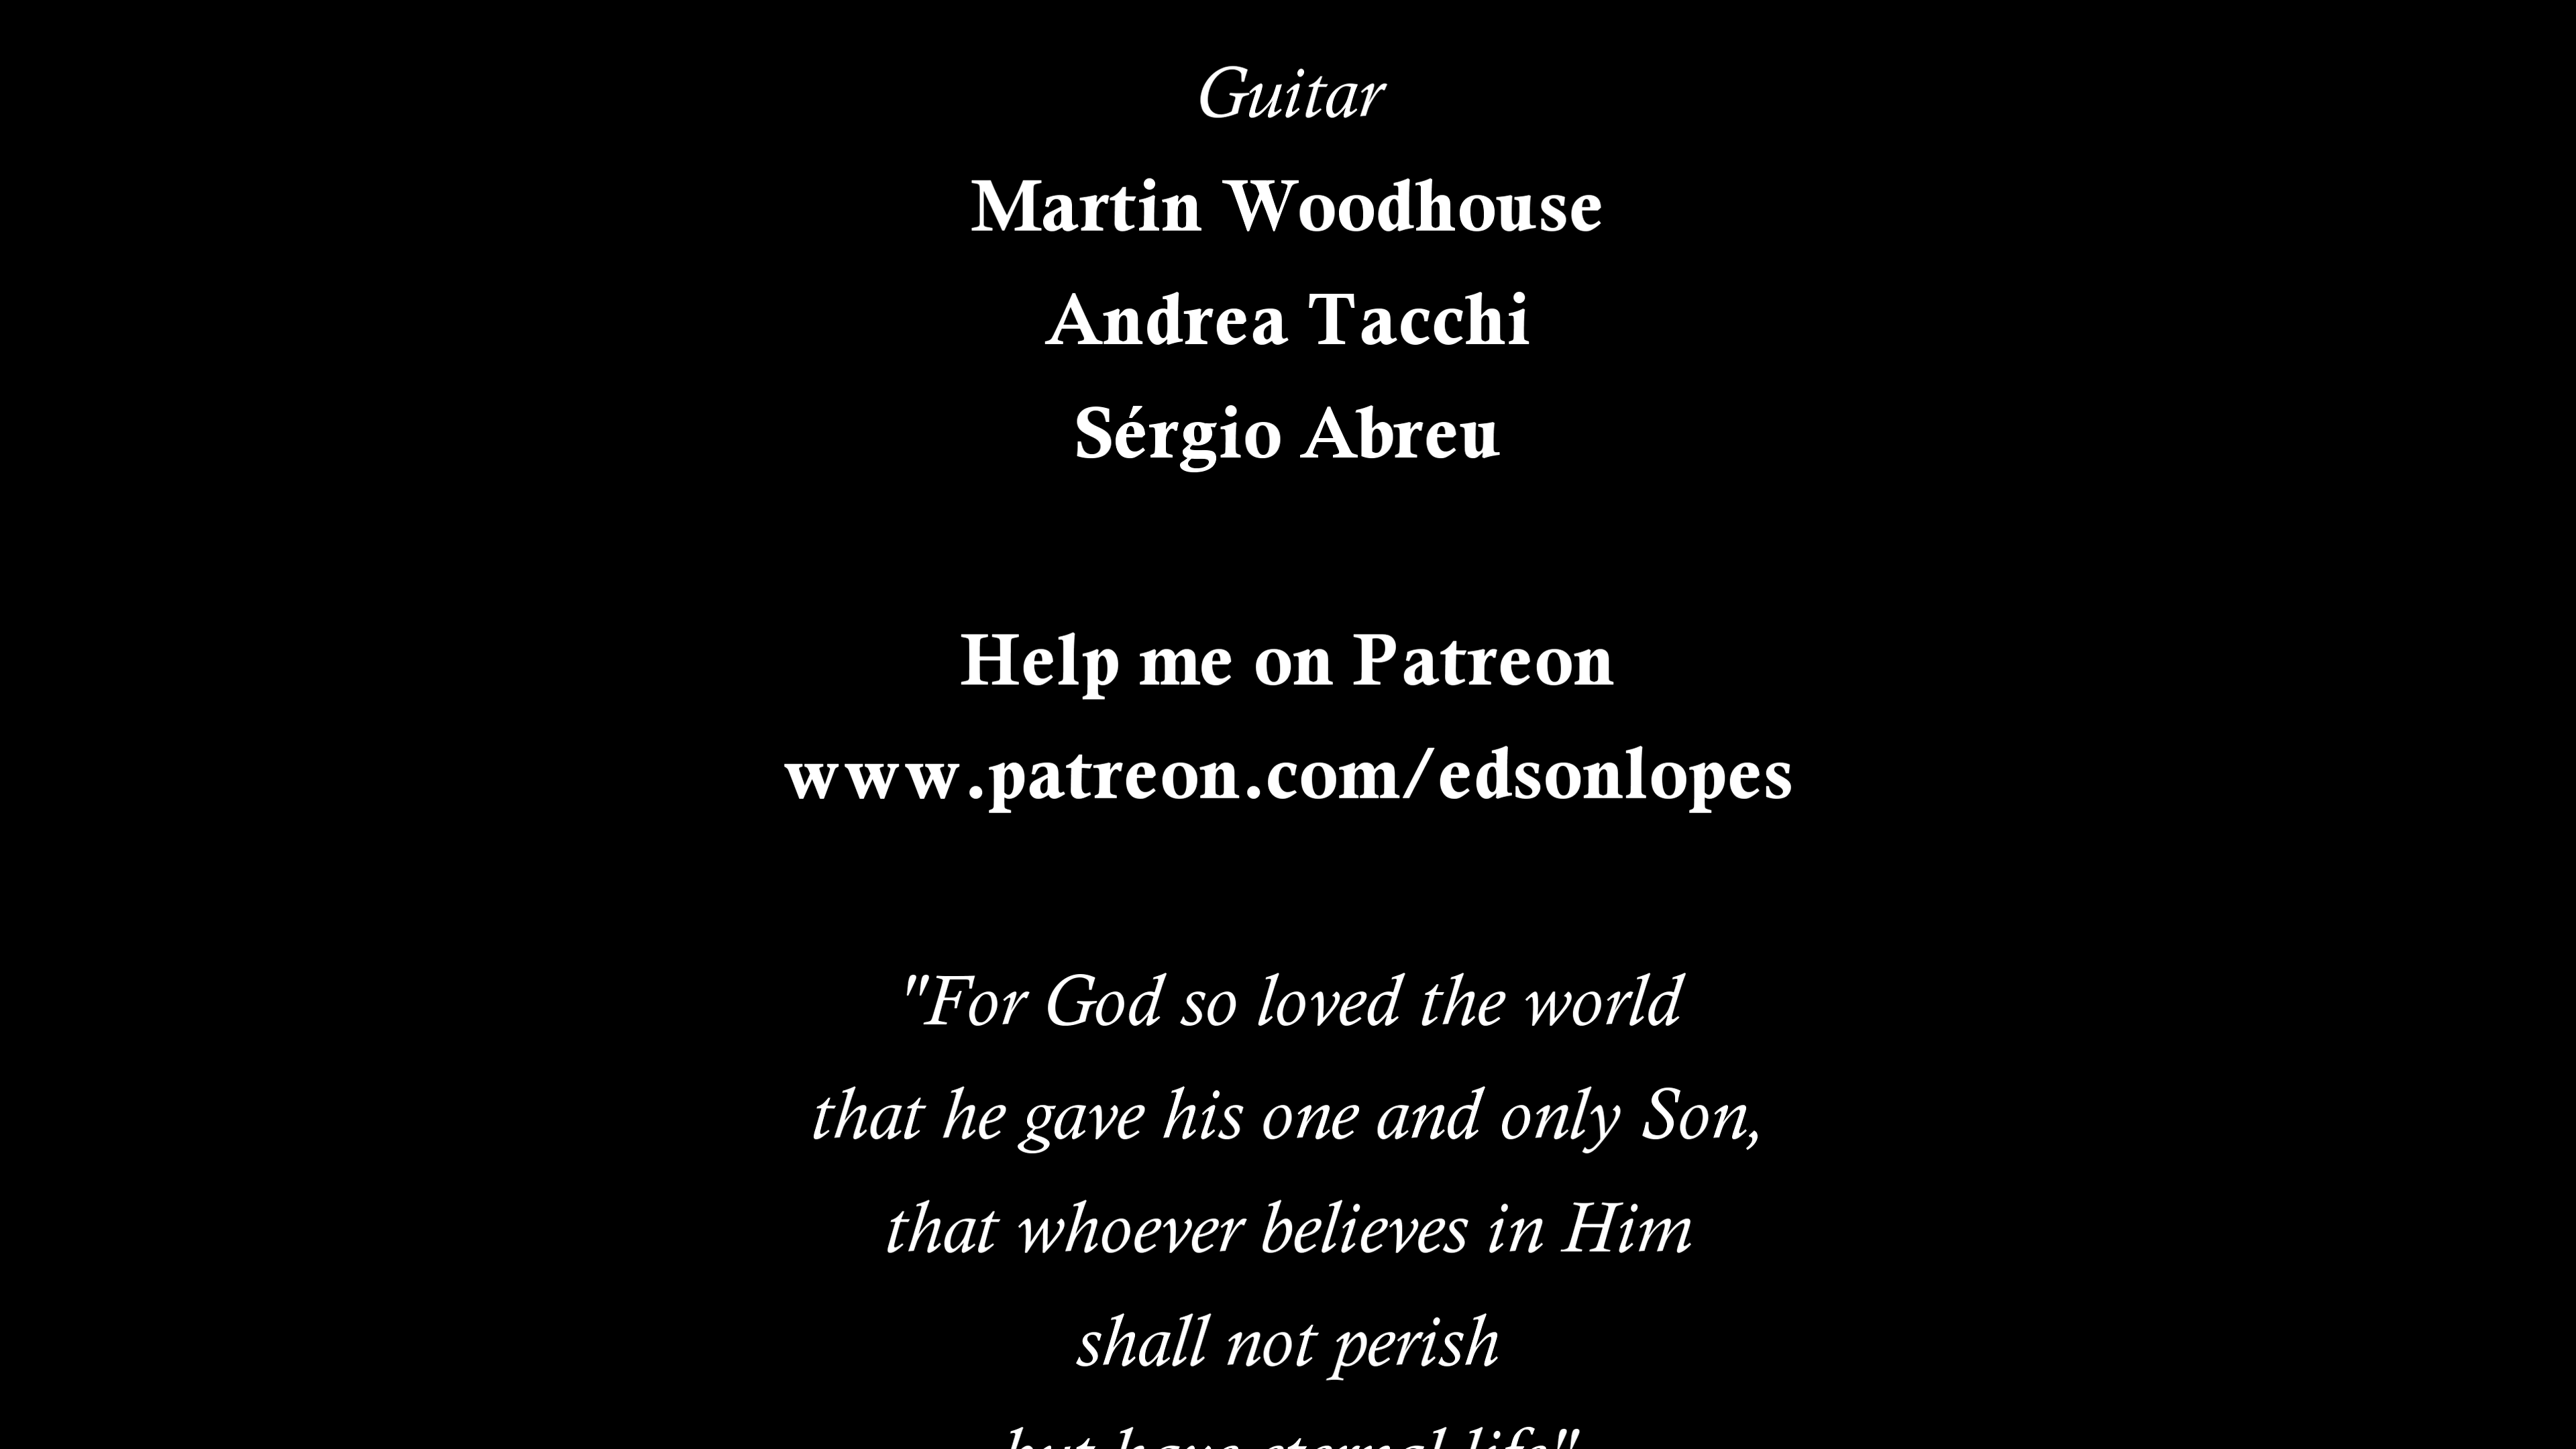 Guitar
Martin Woodhouse
Andrea Tacchi
Sérgio Abreu
Help me on Patreon
www.patreon.com/edsonlopes
"For God so loved the world
that he gave his one and only Son,
that whoever believes in Him
shall not perish
but have eternal life"